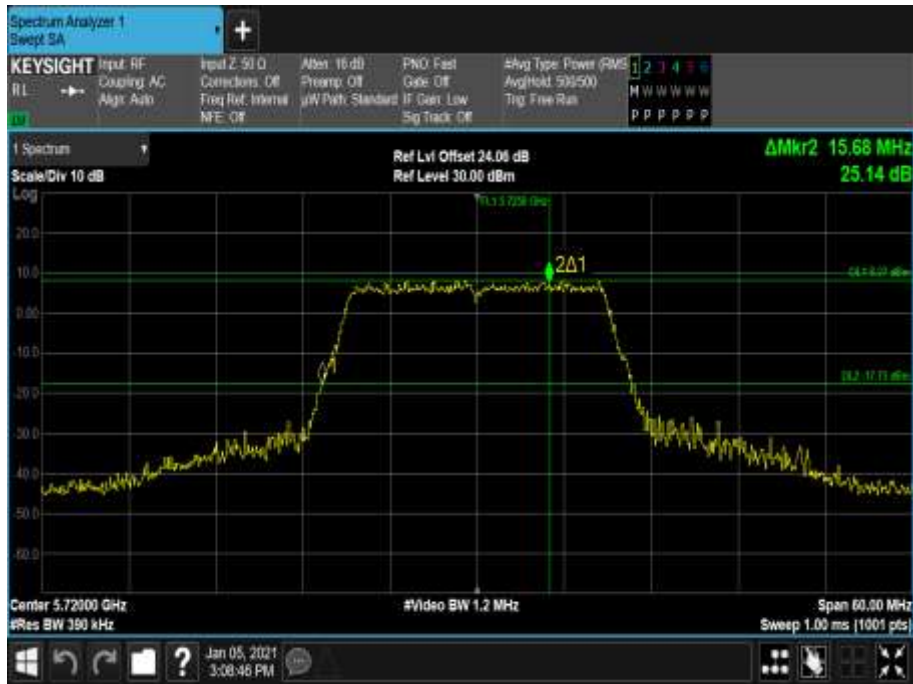 Spectrum Analyzer 1
Swept SA
+
KEYSIGHT
RL
Input: RF
Coupling: AC
Align: Auto
Input Z: 50 Ω
Corrections: Off
Freq Ref: Internal
NFE: Off
Atten: 16 dB
Preamp: Off
µW Path: Standard
PNO: Fast
Gate: Off
IF Gain: Low
Sig Track: Off
#Avg Type: Power (RMS
Avg|Hold: 500/500
Trig: Free Run
1 2 3 4 5 6
M W W W W W
P P P P P P
1 Spectrum
Scale/Div 10 dB
Log
Ref Lvl Offset 24.06 dB
Ref Level 30.00 dBm
ΔMkr2 15.68 MHz
25.14 dB
20.0
10.0
0.00
-10.0
-20.0
-30.0
-40.0
-50.0
-60.0
2Δ1
DL2 -17.73 dBm
Center 5.72000 GHz
#Res BW 390 kHz
#Video BW 1.2 MHz
Span 60.00 MHz
Sweep 1.00 ms (1001 pts)
?
Jan 05, 2021
3:08:46 PM